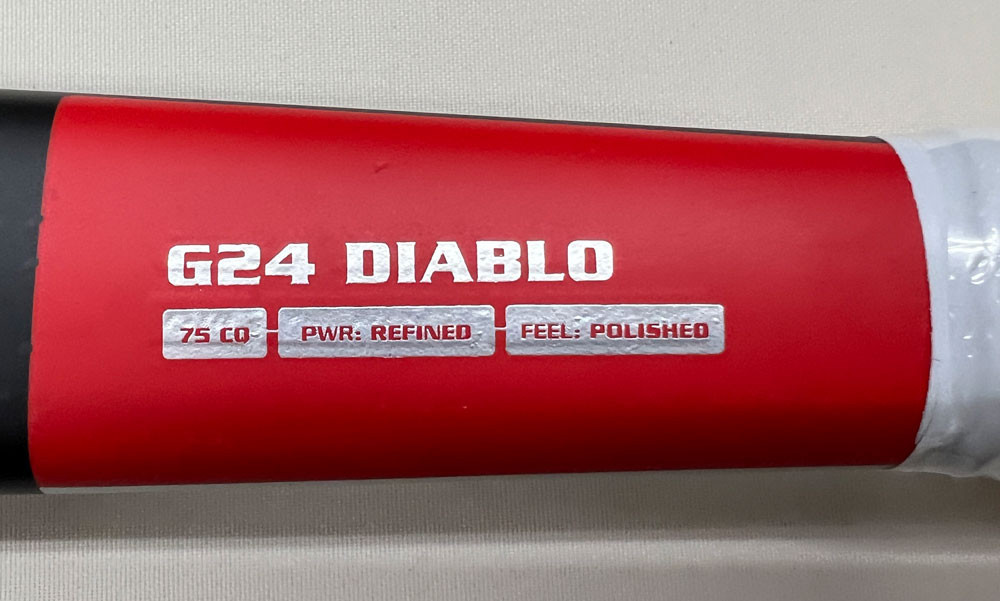 G24 DIABLO
75 CQ PWR: REFINED FEEL: POLISHED